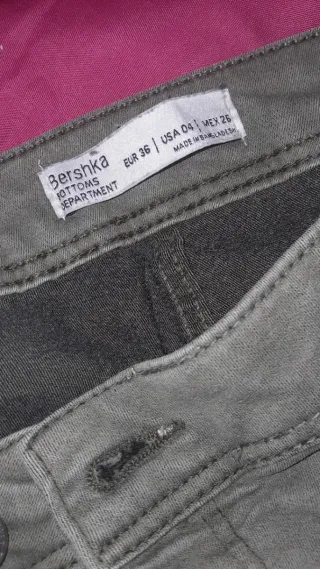 Bershka
BOTTOMS
DEPARTMENT
EUR 36 | USA 04 | MEX 26
MADE IN BANGLADESH